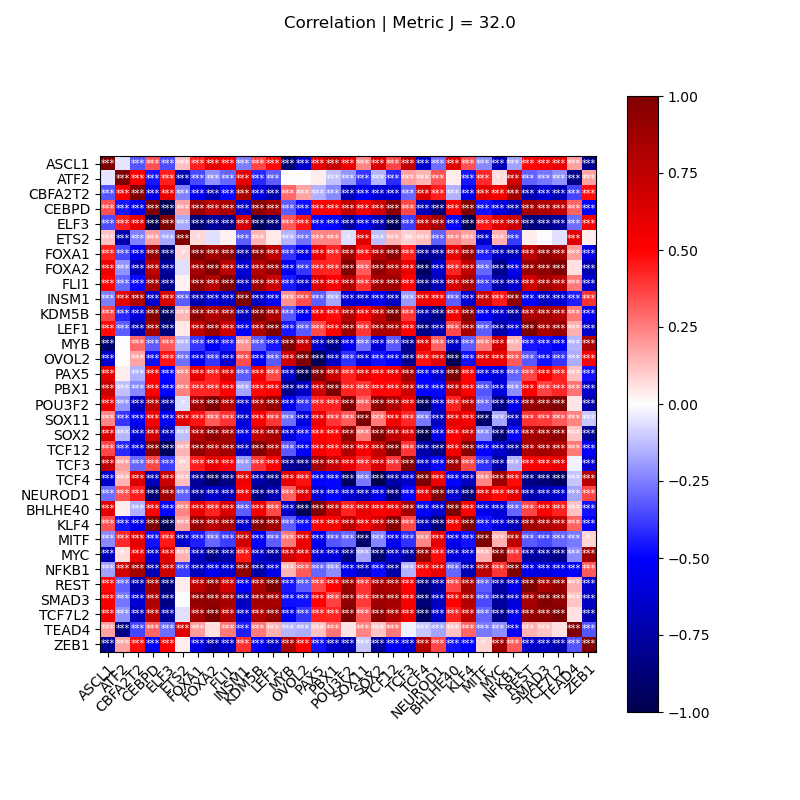 Correlation | Metric J = 32.0
ASCL1
ATF2
CBFA2T2
CEBPD
ELF3
ETS2
FOXA1
FOXA2
FLI1
INSM1
KDM5B
LEF1
MYB
OVOL2
PAX5
PBX1
POU3F2
SOX11
SOX2
TCF12
TCF3
TCF4
NEUROD1
BHLHE40
KLF4
MITF
MYC
NFKB1
REST
SMAD3
TCF7L2
TEAD4
ZEB1
ASCL1
ATF2
CBFA2T2
CEBPD
ELF3
ETS2
FOXA1
FOXA2
FLI1
INSM1
KDM5B
LEF1
MYB
OVOL2
PAX5
PBX1
POU3F2
SOX11
SOX2
TCF12
TCF3
TCF4
NEUROD1
BHLHE40
KLF4
MITF
MYC
NFKB1
REST
SMAD3
TCF7L2
TEAD4
ZEB1
1.00
0.75
0.50
0.25
0.00
−0.25
−0.50
−0.75
−1.00